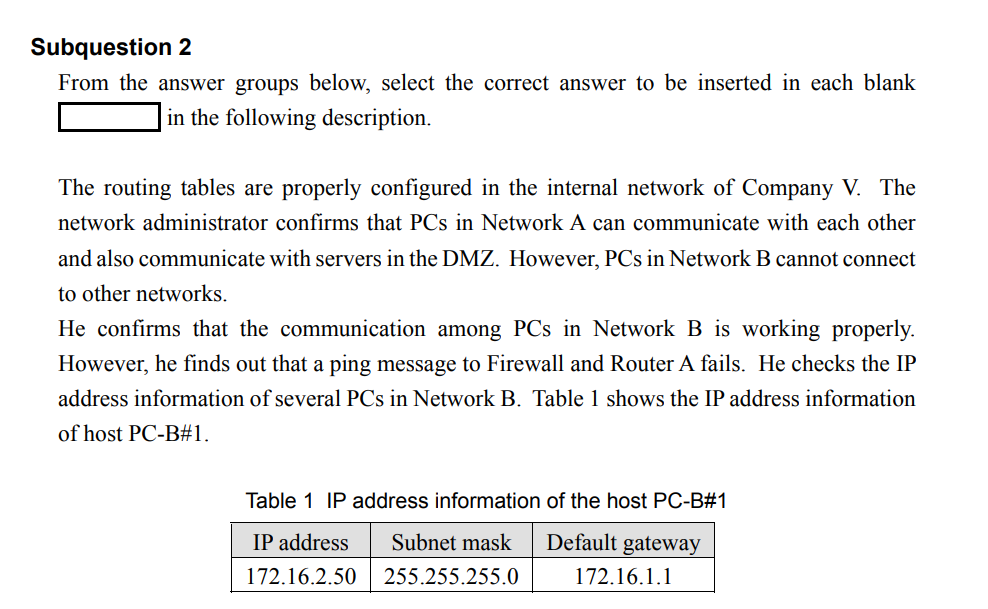 Subquestion 2
From the answer groups below, select the correct answer to be inserted in each blank
in the following description.
The routing tables are properly configured in the internal network of Company V. The
network administrator confirms that PCs in Network A can communicate with each other
and also communicate with servers in the DMZ. However, PCs in Network B cannot connect
to other networks.
He confirms that the communication among PCs in Network B is working properly.
However, he finds out that a ping message to Firewall and Router A fails. He checks the IP
address information of several PCs in Network B. Table 1 shows the IP address information
of host PC-B#1.
Table 1 IP address information of the host PC-B#1
IP address Subnet mask Default gateway
172.16.2.50 255.255.255.0 172.16.1.1